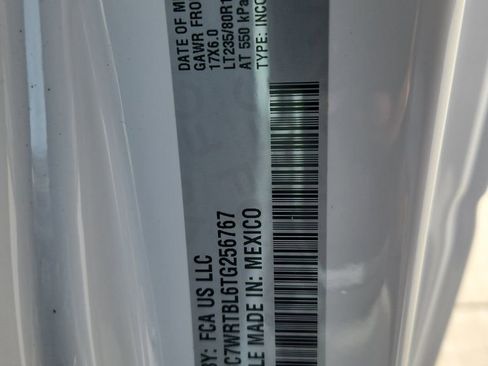 BY: FCA US LLC
C7WRTBL6TG256767
LE MADE IN: MEXICO
DATE OF M
GAWR FRO
17X6.0
LT235/80R1
AT 550 kPa
TYPE: INCO